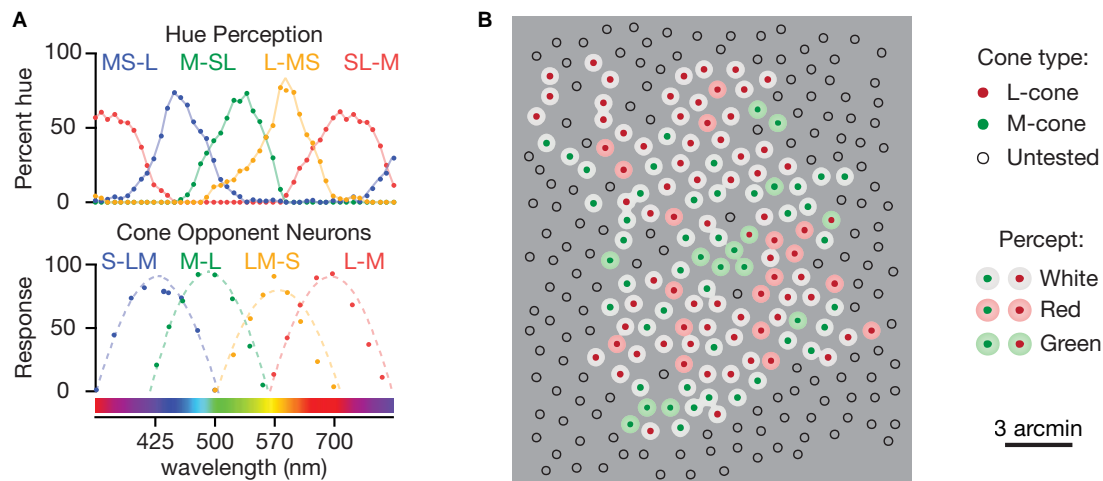 A
Hue Perception
100
50
0
Percent hue
MS-L M-SL L-MS SL-M
Cone Opponent Neurons
100
50
0
Response
S-LM M-L LM-S L-M
425 500 570 700
wavelength (nm)
B
Cone type:
L-cone
M-cone
Untested
Percept:
White
Red
Green
3 arcmin